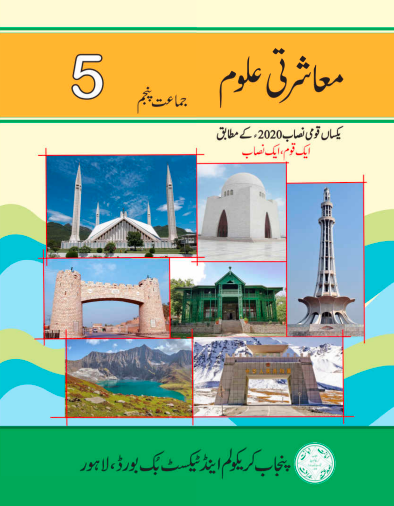 معاشرتی علوم
جماعت پنجم
5
یکساں قومی نصاب 2020ء کے مطابق
ایک قوم، ایک نصاب
پنجاب کریکولم اینڈ ٹیکسٹ بُک بورڈ، لاہور